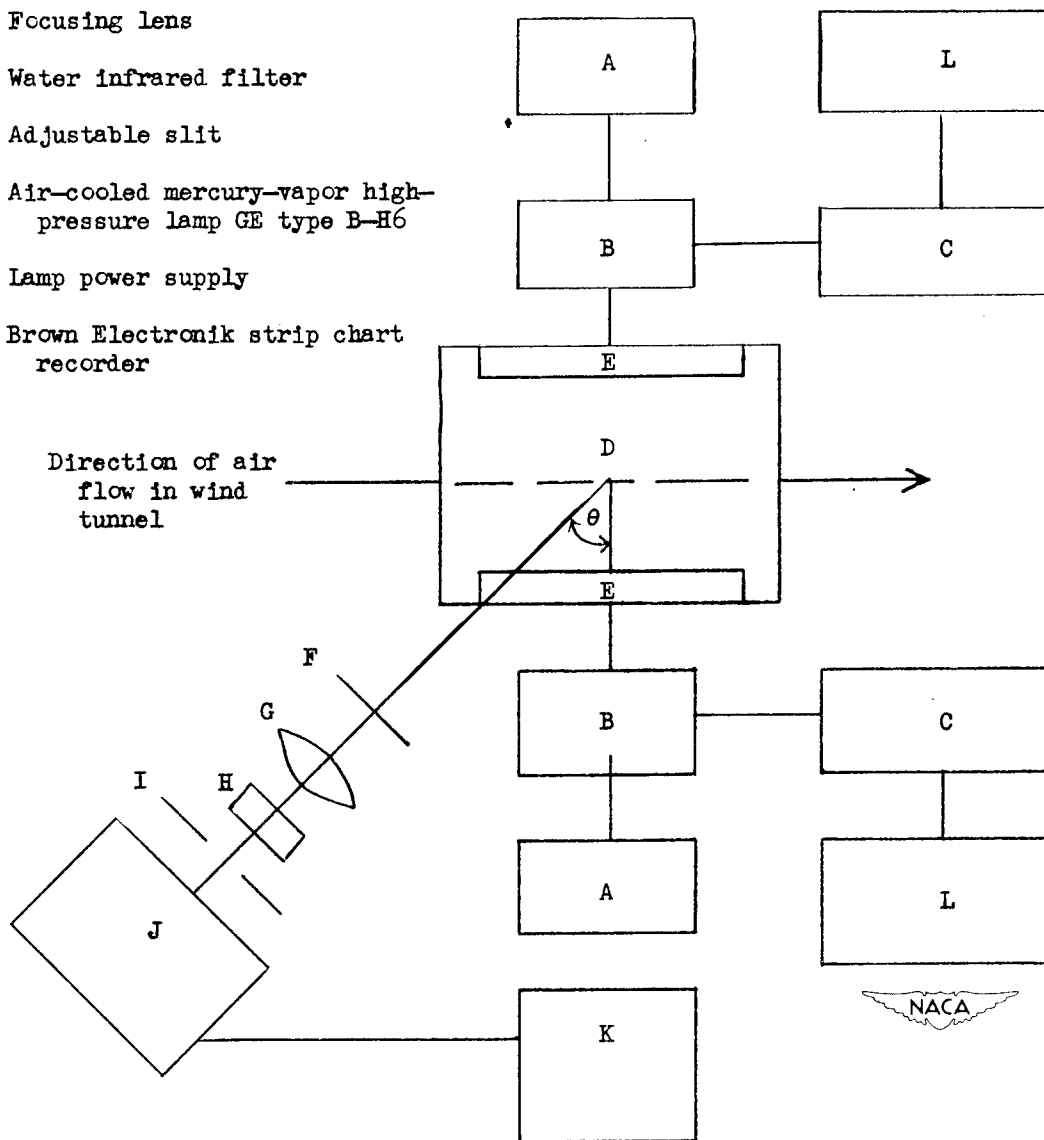 Focusing lens
Water infrared filter
Adjustable slit
Air-cooled mercury-vapor high-
pressure lamp GE type B-H6
Lamp power supply
Brown Electronik strip chart
recorder
A
L
B
C
E
Direction of air
flow in wind
tunnel
D
θ
E
F
G
B
C
I
H
A
L
J
K
NACA